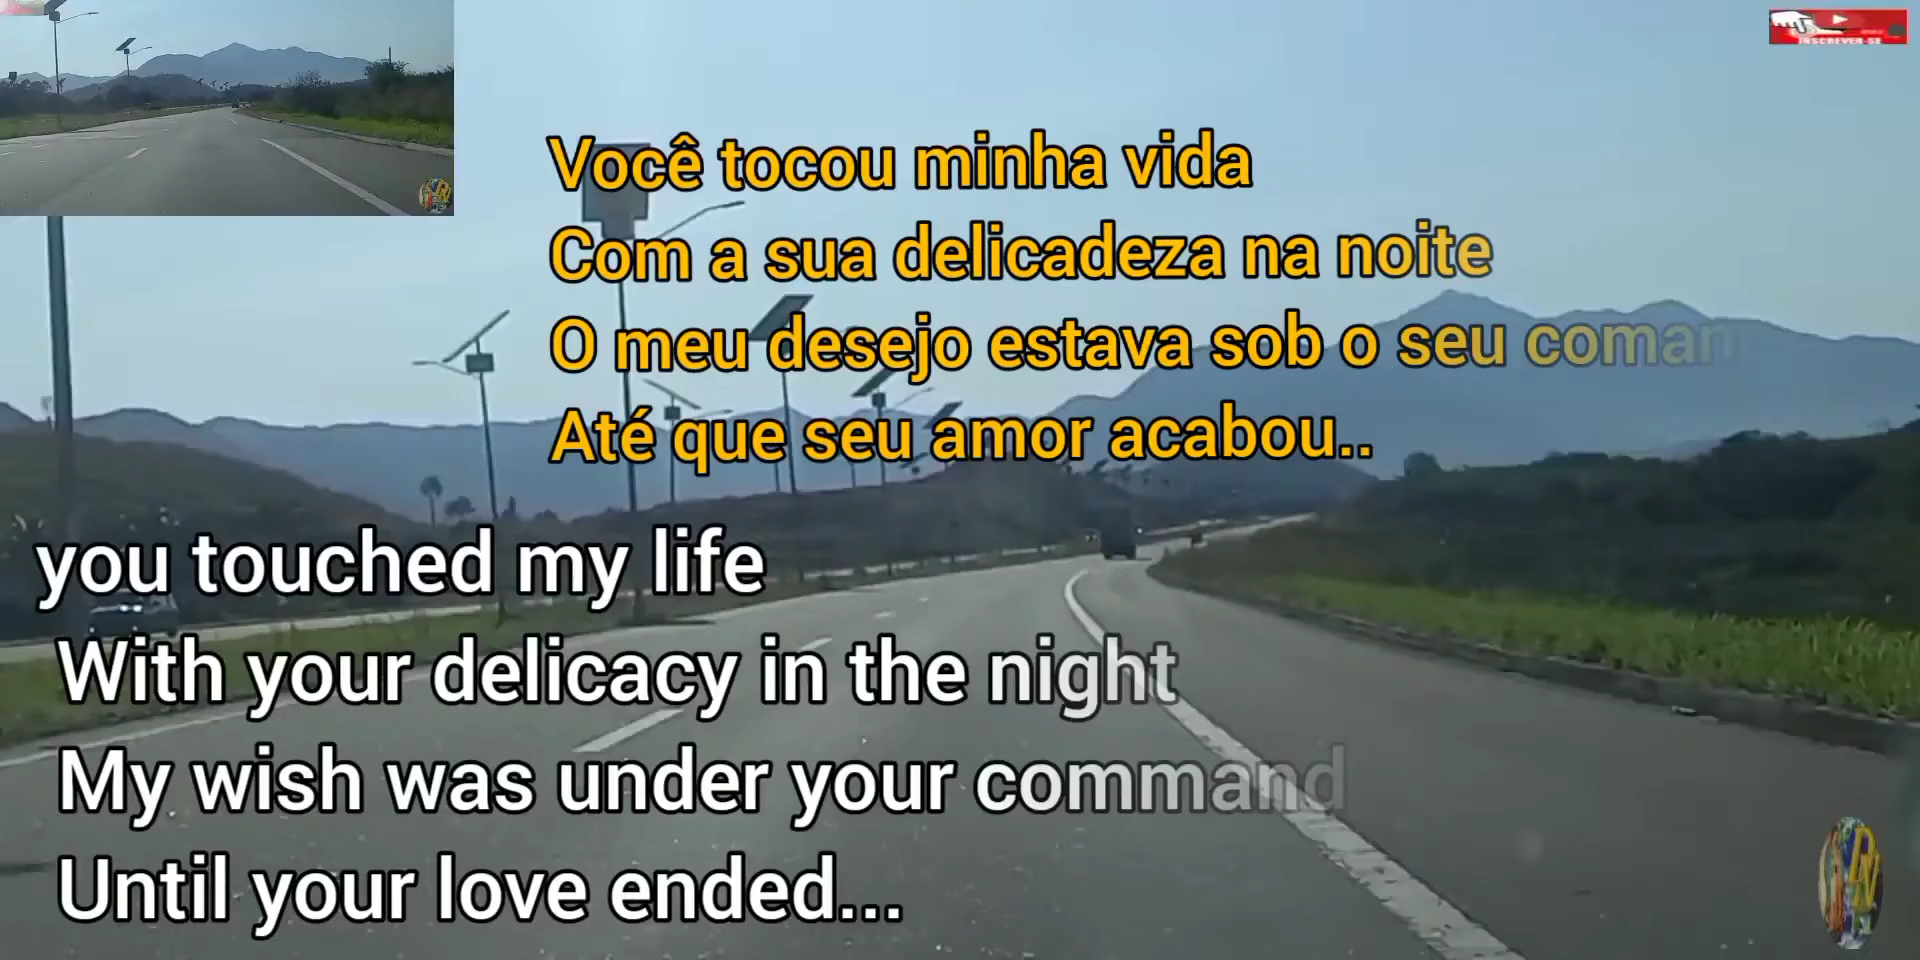 INSCREVER-SE
Você tocou minha vida
Com a sua delicadeza na noite
O meu desejo estava sob o seu
Até que seu amor acabou..
you touched my life
With your delicacy in the night
My wish was under your command
Until your love ended...